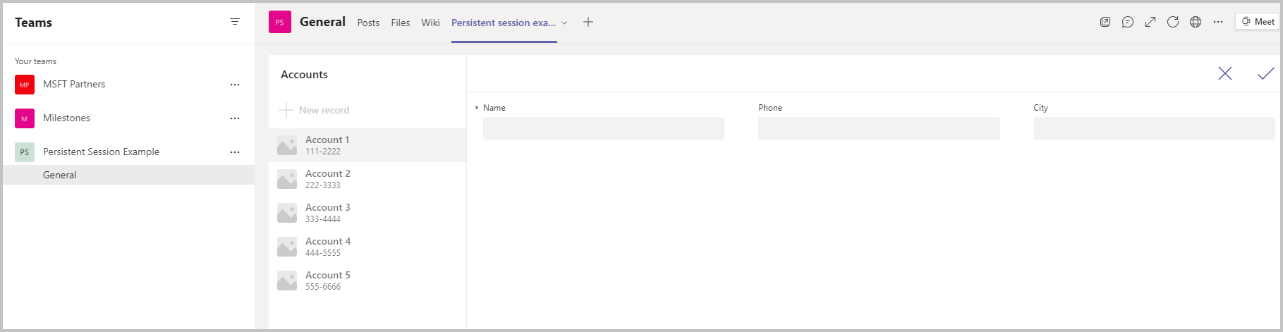 Teams
Your teams
MP MSFT Partners ...
M Milestones ...
PS Persistent Session Example ...
General
PS General Posts Files Wiki Persistent session exa... Meet
Accounts
New record
Account 1
111-2222
Account 2
222-3333
Account 3
333-4444
Account 4
444-5555
Account 5
555-6666
* Name Phone City